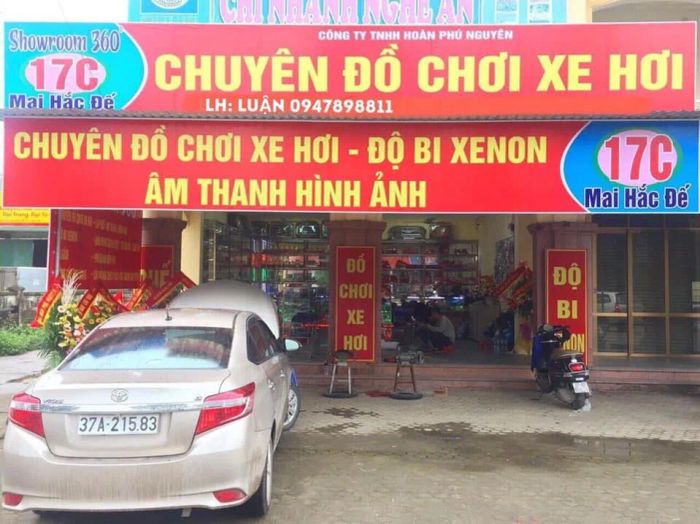 CHI NHÁNH NGHỆ AN
Showroom 360°
17C
Mai Hắc Đế
CÔNG TY TNHH HOÀN PHÚ NGUYÊN
CHUYÊN ĐỒ CHƠI XE HƠI
LH: LUẬN 0947898811
CHUYÊN ĐỒ CHƠI XE HƠI - ĐỘ BI XENON
ÂM THANH HÌNH ẢNH
17C
Mai Hắc Đế
ĐỒ
CHƠI
XE
HƠI
ĐỘ
BI
XENON
37A-215.83